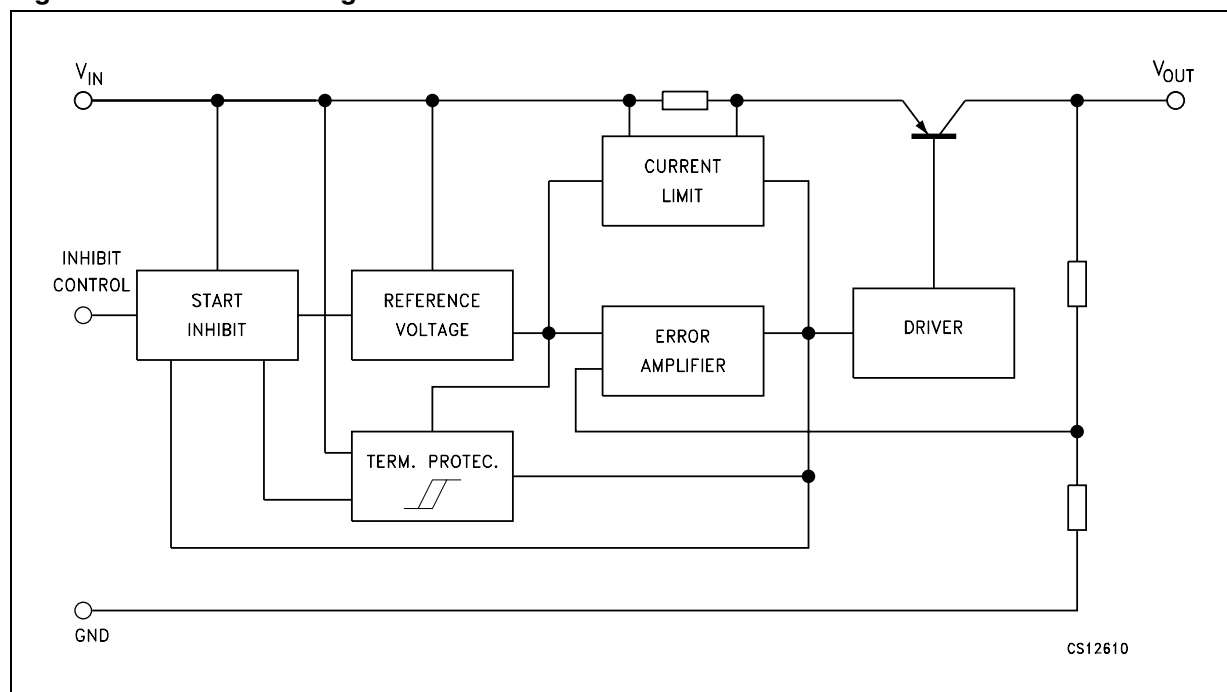 V_IN
V_OUT
CURRENT
LIMIT
INHIBIT
CONTROL
START
INHIBIT
REFERENCE
VOLTAGE
ERROR
AMPLIFIER
DRIVER
TERM. PROTEC.
GND
CS12610